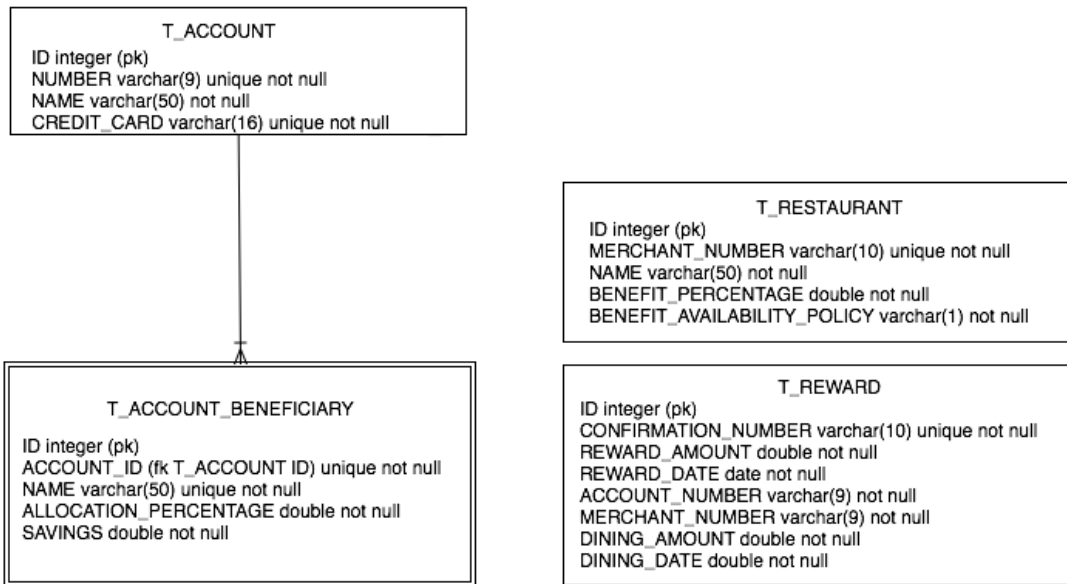 T_ACCOUNT
ID integer (pk)
NUMBER varchar(9) unique not null
NAME varchar(50) not null
CREDIT_CARD varchar(16) unique not null
T_RESTAURANT
ID integer (pk)
MERCHANT_NUMBER varchar(10) unique not null
NAME varchar(50) not null
BENEFIT_PERCENTAGE double not null
BENEFIT_AVAILABILITY_POLICY varchar(1) not null
T_ACCOUNT_BENEFICIARY
ID integer (pk)
ACCOUNT_ID (fk T_ACCOUNT ID) unique not null
NAME varchar(50) unique not null
ALLOCATION_PERCENTAGE double not null
SAVINGS double not null
T_REWARD
ID integer (pk)
CONFIRMATION_NUMBER varchar(10) unique not null
REWARD_AMOUNT double not null
REWARD_DATE date not null
ACCOUNT_NUMBER varchar(9) not null
MERCHANT_NUMBER varchar(9) not null
DINING_AMOUNT double not null
DINING_DATE double not null